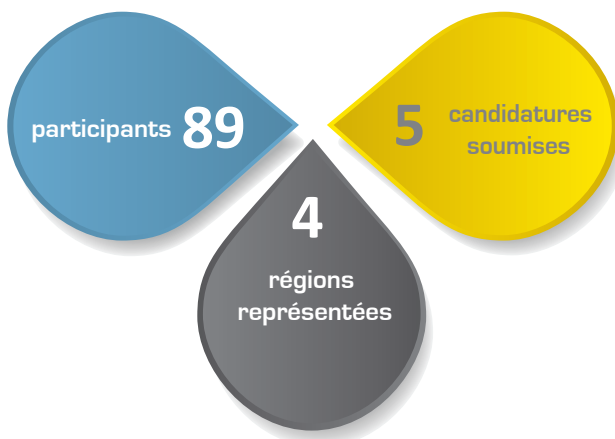 participants 89
5 candidatures
soumises
4
régions
représentées